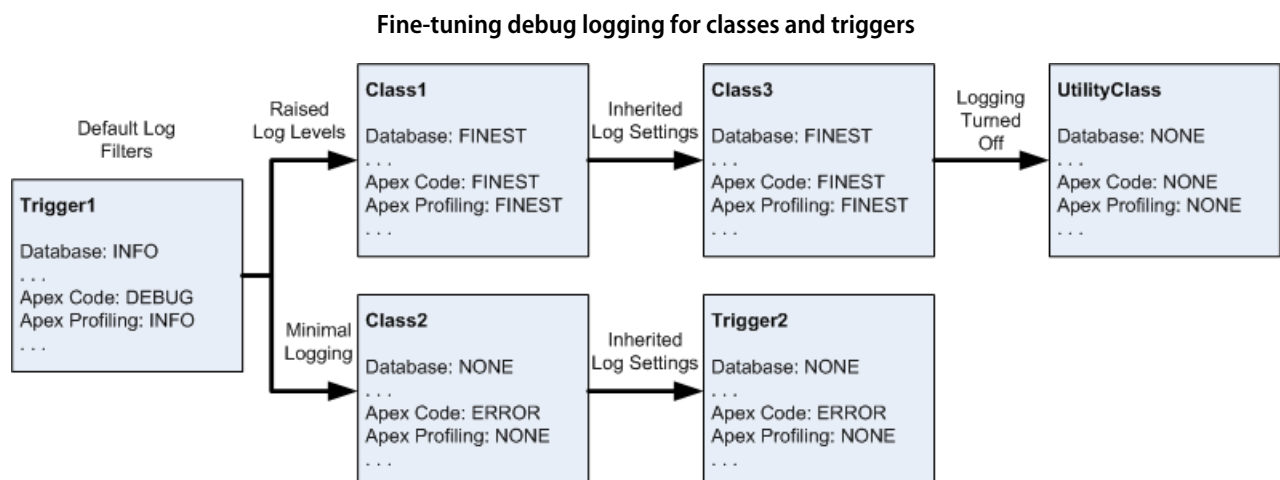 Fine-tuning debug logging for classes and triggers
Default Log
Filters
Trigger1
Database: INFO
. . .
Apex Code: DEBUG
Apex Profiling: INFO
. . .
Raised
Log Levels
Class1
Database: FINEST
. . .
Apex Code: FINEST
Apex Profiling: FINEST
. . .
Inherited
Log Settings
Class3
Database: FINEST
. . .
Apex Code: FINEST
Apex Profiling: FINEST
. . .
Logging
Turned
Off
UtilityClass
Database: NONE
. . .
Apex Code: NONE
Apex Profiling: NONE
. . .
Minimal
Logging
Class2
Database: NONE
. . .
Apex Code: ERROR
Apex Profiling: NONE
. . .
Inherited
Log Settings
Trigger2
Database: NONE
. . .
Apex Code: ERROR
Apex Profiling: NONE
. . .